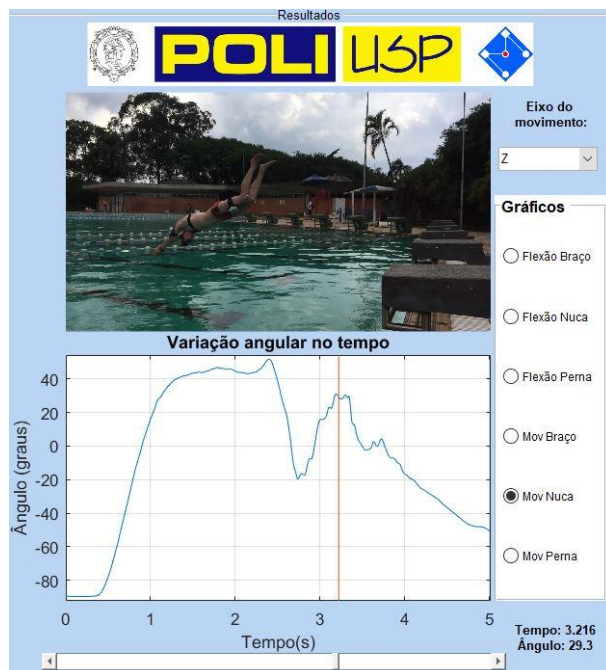 Resultados
POLI USP
Eixo do
movimento:
Z
Gráficos
Flexão Braço
Flexão Nuca
Flexão Perna
Mov Braço
Mov Nuca
Mov Perna
Variação angular no tempo
Ângulo (graus)
40
20
0
-20
-40
-60
-80
0 1 2 3 4 5
Tempo(s)
Tempo: 3.216
Ângulo: 29.3